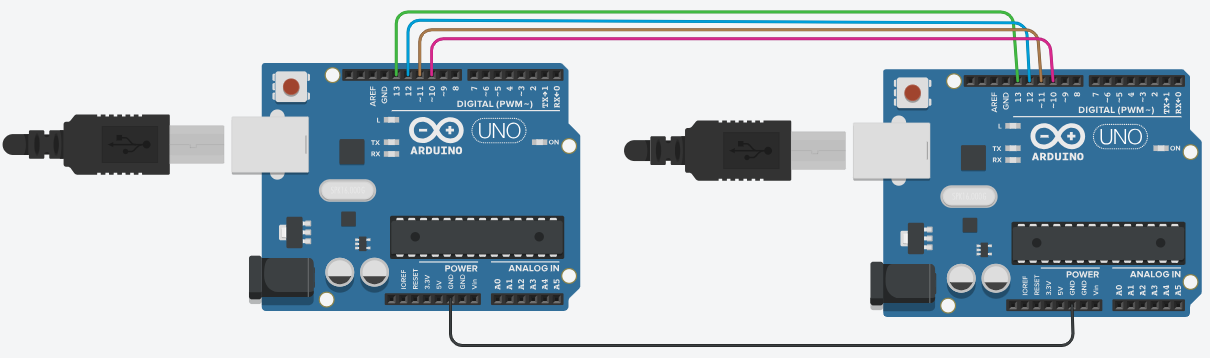 AREF
GND
13
12
~11
~10
~9
8
7
~6
~5
4
~3
2
TX→1
RX←0
DIGITAL (PWM~)
L
UNO
TX
RX
ARDUINO
ON
POWER
ANALOG IN
IOREF
RESET
3.3V
5V
GND
GND
Vin
A0
A1
A2
A3
A4
A5
AREF
GND
13
12
~11
~10
~9
8
7
~6
~5
4
~3
2
TX→1
RX←0
DIGITAL (PWM~)
L
UNO
TX
RX
ARDUINO
ON
POWER
ANALOG IN
IOREF
RESET
3.3V
5V
GND
GND
Vin
A0
A1
A2
A3
A4
A5